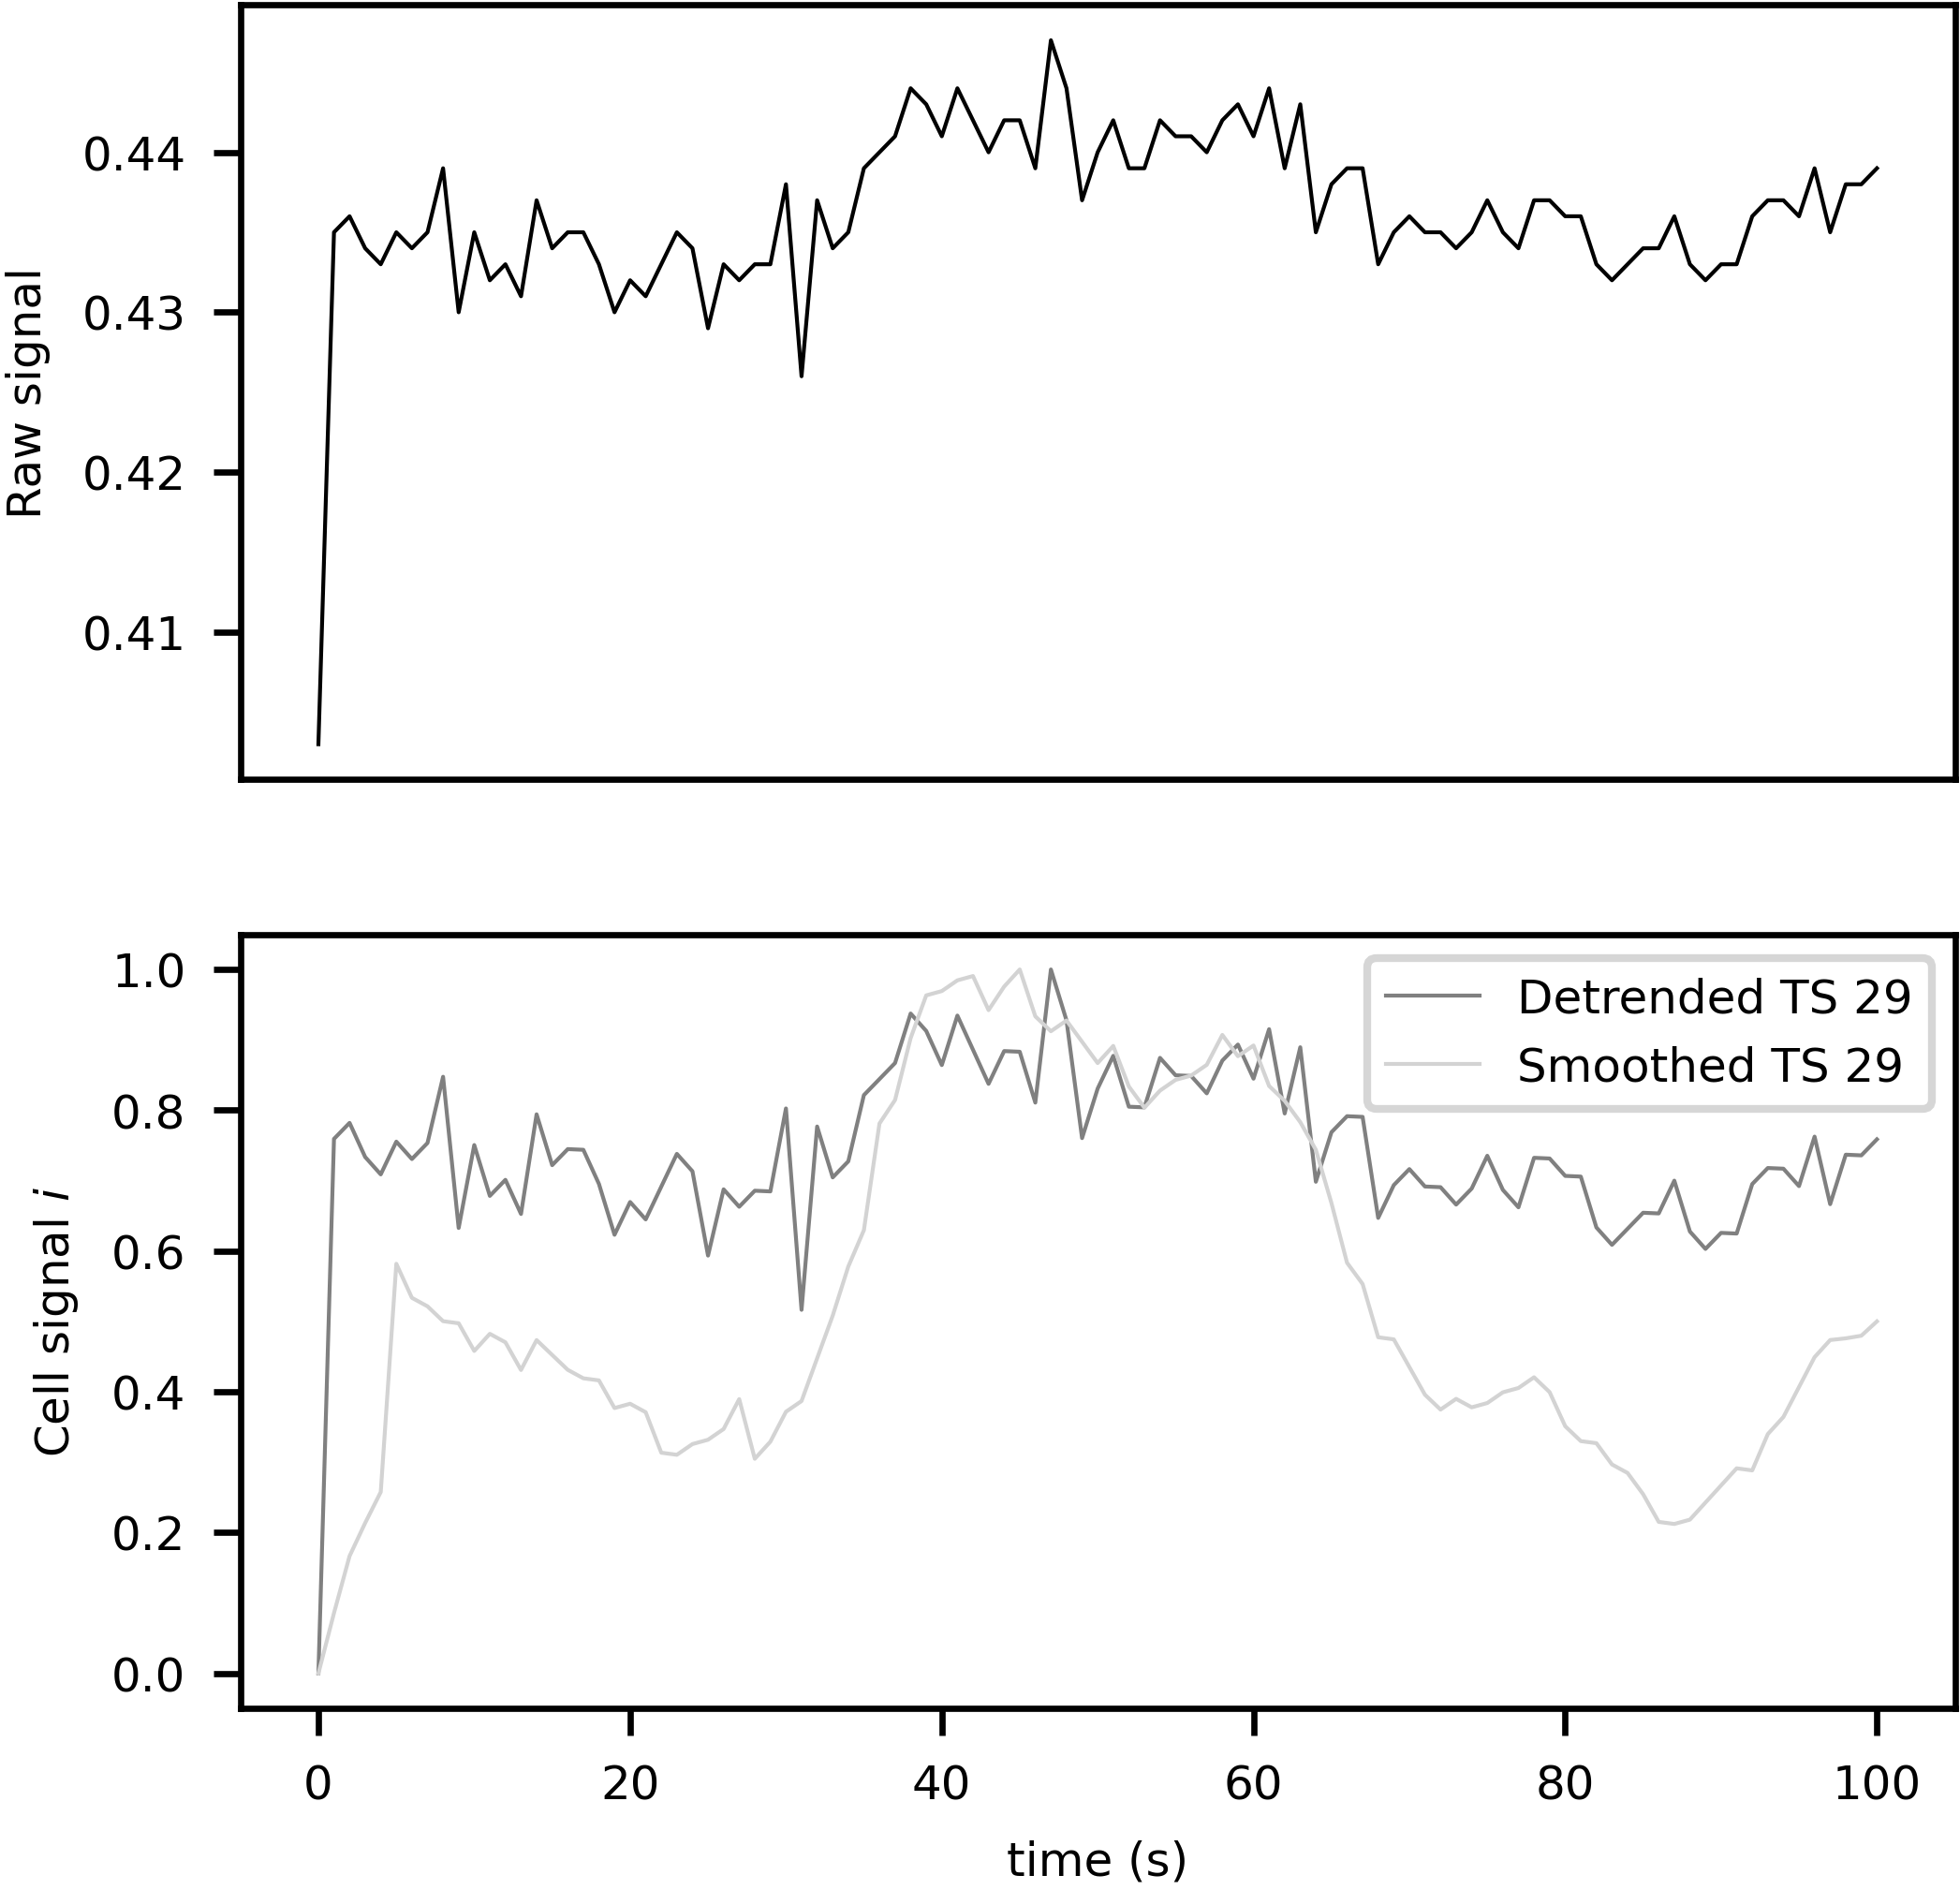 Raw signal
0.44
0.43
0.42
0.41
Cell signal i
1.0
0.8
0.6
0.4
0.2
0.0
Detrended TS 29
Smoothed TS 29
0 20 40 60 80 100
time (s)